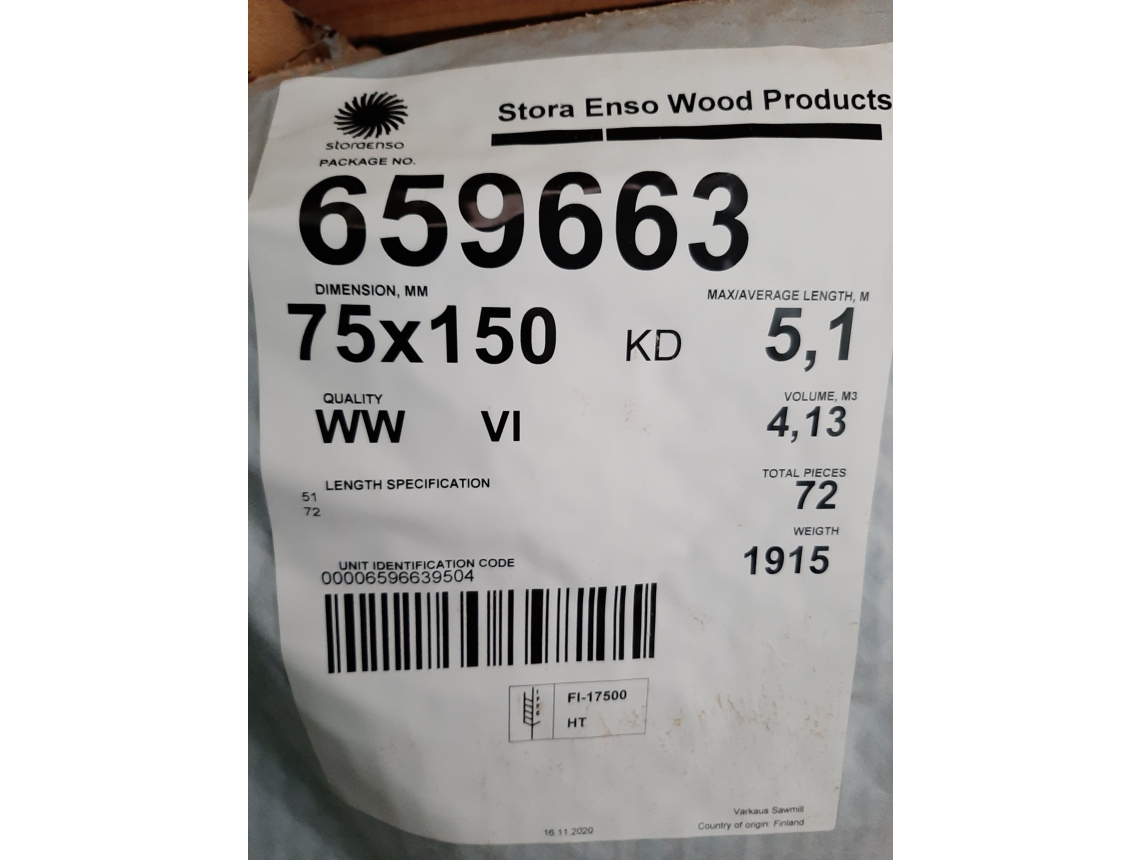 Stora Enso Wood Products
storaenso
PACKAGE NO.
659663
DIMENSION, MM
MAX/AVERAGE LENGTH, M
75x150 KD 5,1
QUALITY
VOLUME, M3
WW VI 4,13
LENGTH SPECIFICATION
TOTAL PIECES
51
72
72
WEIGTH
1915
UNIT IDENTIFICATION CODE
00006596639504
FI-17500
HT
Varkaus Sawmill
16.11.2020
Country of origin: Finland